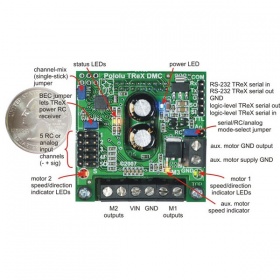 channel-mix
(single-stick)
jumper
status LEDs
power LED
BEC jumper
lets TReX
power RC
receiver
5 RC or
analog
input
channels
(- + sig)
motor 2
speed/direction
indicator LEDs
Pololu TReX DMC
COM
RC
©2007
M3
RS-232 TReX serial in
RS-232 TReX serial out
GND
logic-level TReX serial out
logic-level TReX serial in
serial/RC/analog
mode-select jumper
aux. motor GND output
aux. motor supply GND
motor 1
speed/direction
indicator LEDs
aux. motor
speed indicator
M2
outputs
VIN
GND
M1
outputs